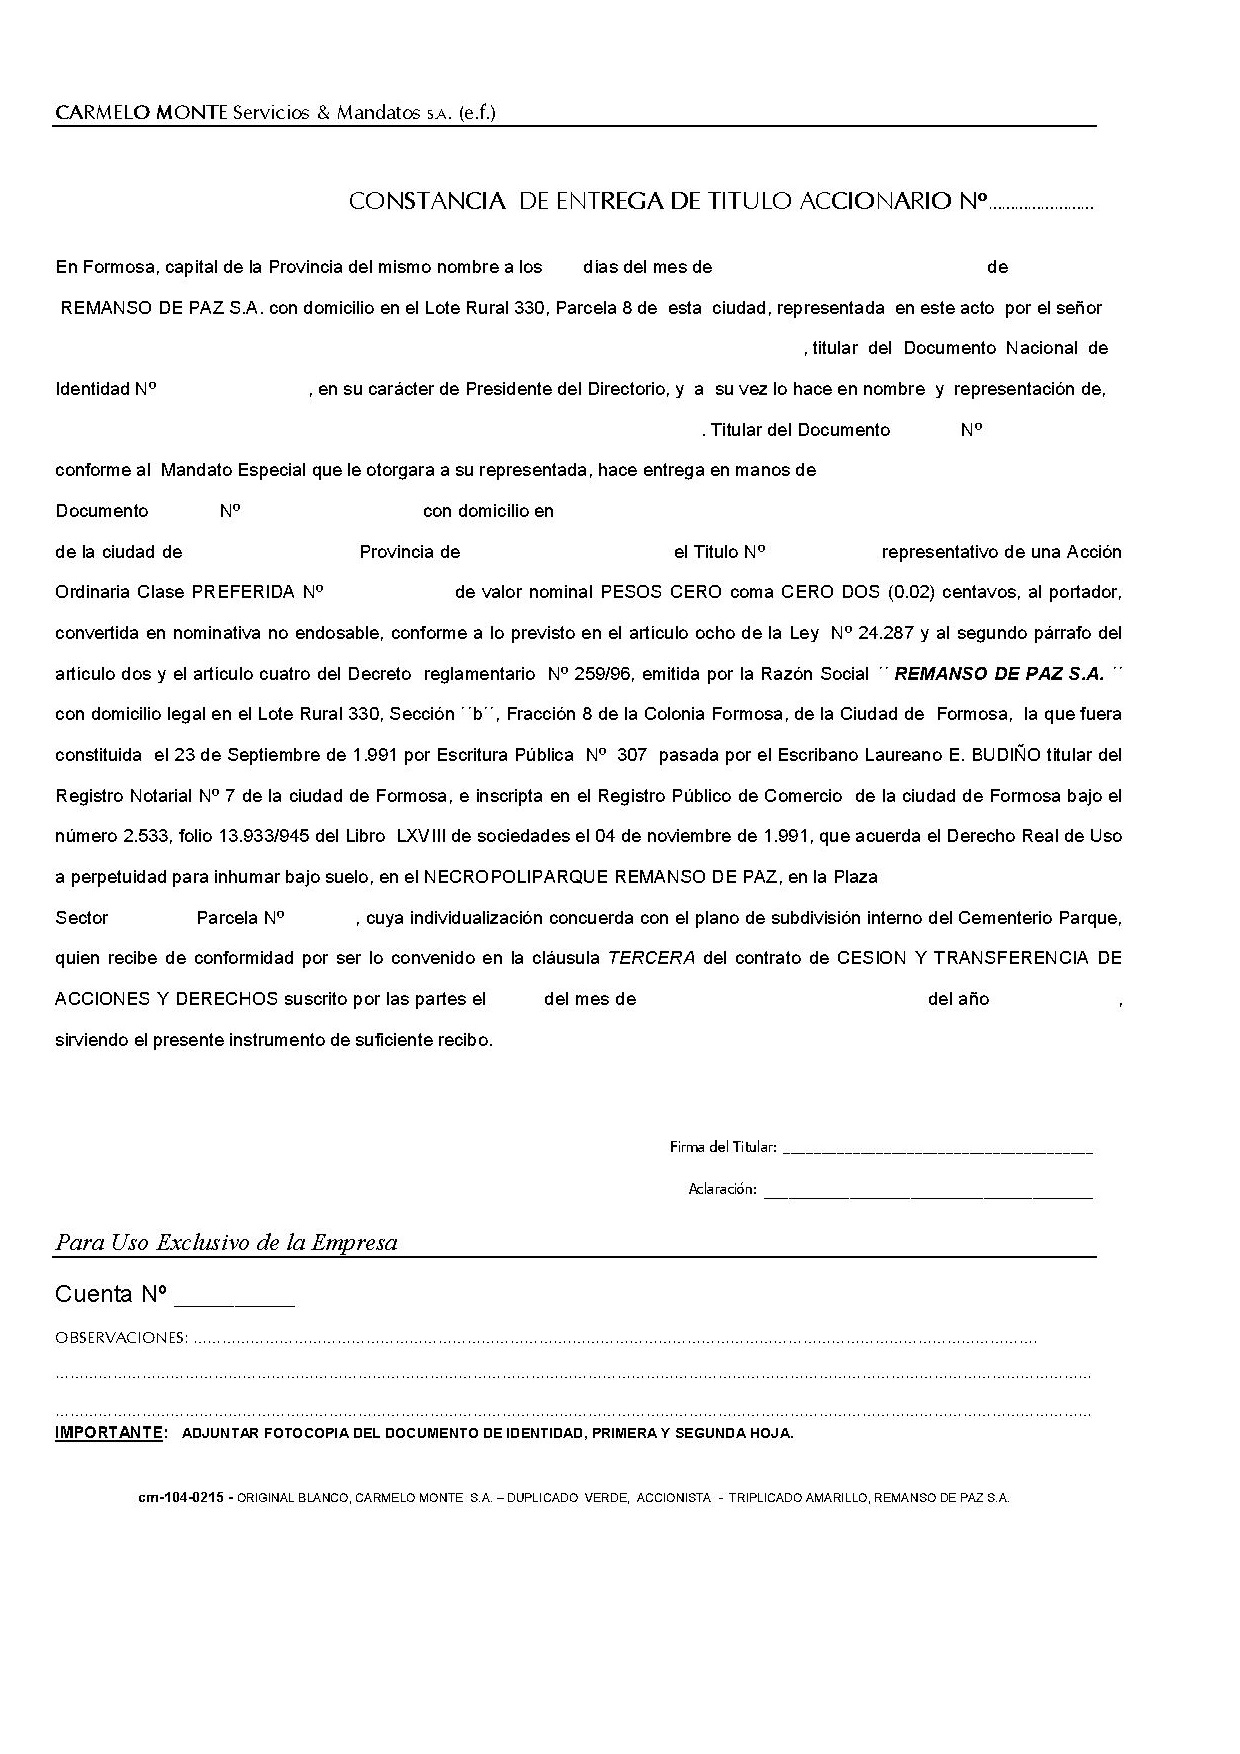 CARMELO MONTE Servicios & Mandatos S.A. (e.f.)
CONSTANCIA DE ENTREGA DE TITULO ACCIONARIO Nº........................
En Formosa, capital de la Provincia del mismo nombre a los días del mes de de
REMANSO DE PAZ S.A. con domicilio en el Lote Rural 330, Parcela 8 de esta ciudad, representada en este acto por el señor
, titular del Documento Nacional de
Identidad Nº , en su carácter de Presidente del Directorio, y a su vez lo hace en nombre y representación de,
. Titular del Documento Nº
conforme al Mandato Especial que le otorgara a su representada, hace entrega en manos de
Documento Nº con domicilio en
de la ciudad de Provincia de el Titulo Nº representativo de una Acción
Ordinaria Clase PREFERIDA Nº de valor nominal PESOS CERO coma CERO DOS (0.02) centavos, al portador,
convertida en nominativa no endosable, conforme a lo previsto en el artículo ocho de la Ley Nº 24.287 y al segundo párrafo del
artículo dos y el artículo cuatro del Decreto reglamentario Nº 259/96, emitida por la Razón Social ´´ REMANSO DE PAZ S.A. ´´
con domicilio legal en el Lote Rural 330, Sección ´´b´´, Fracción 8 de la Colonia Formosa, de la Ciudad de Formosa, la que fuera
constituida el 23 de Septiembre de 1.991 por Escritura Pública Nº 307 pasada por el Escribano Laureano E. BUDIÑO titular del
Registro Notarial Nº 7 de la ciudad de Formosa, e inscripta en el Registro Público de Comercio de la ciudad de Formosa bajo el
número 2.533, folio 13.933/945 del Libro LXVIII de sociedades el 04 de noviembre de 1.991, que acuerda el Derecho Real de Uso
a perpetuidad para inhumar bajo suelo, en el NECROPOLIPARQUE REMANSO DE PAZ, en la Plaza
Sector Parcela Nº , cuya individualización concuerda con el plano de subdivisión interno del Cementerio Parque,
quien recibe de conformidad por ser lo convenido en la cláusula TERCERA del contrato de CESION Y TRANSFERENCIA DE
ACCIONES Y DERECHOS suscrito por las partes el del mes de del año ,
sirviendo el presente instrumento de suficiente recibo.
Firma del Titular: ________________________________________
Aclaración: ________________________________________
Para Uso Exclusivo de la Empresa
Cuenta Nº _________
OBSERVACIONES: ........................................................................................................................
........................................................................................................................
........................................................................................................................
IMPORTANTE: ADJUNTAR FOTOCOPIA DEL DOCUMENTO DE IDENTIDAD, PRIMERA Y SEGUNDA HOJA.
cm-104-0215 - ORIGINAL BLANCO, CARMELO MONTE S.A. – DUPLICADO VERDE, ACCIONISTA - TRIPLICADO AMARILLO, REMANSO DE PAZ S.A.